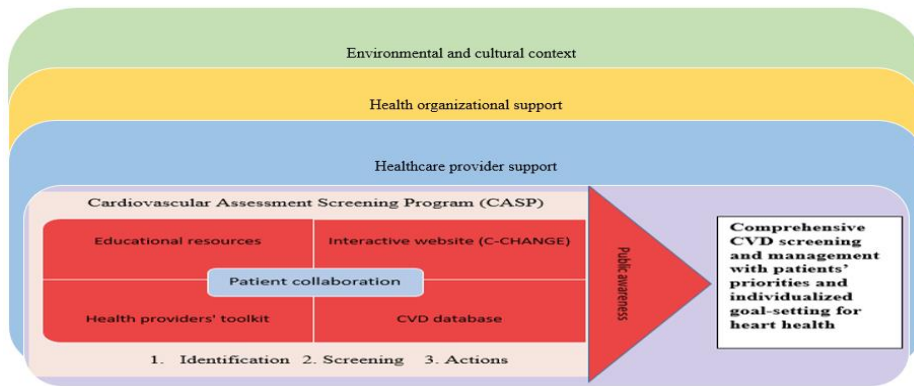 Environmental and cultural context
Health organizational support
Healthcare provider support
Cardiovascular Assessment Screening Program (CASP)
Educational resources
Interactive website (C-CHANGE)
Patient collaboration
Health providers' toolkit
CVD database
1. Identification 2. Screening 3. Actions
Public awareness
Comprehensive
CVD screening
and management
with patients’
priorities and
individualized
goal-setting for
heart health